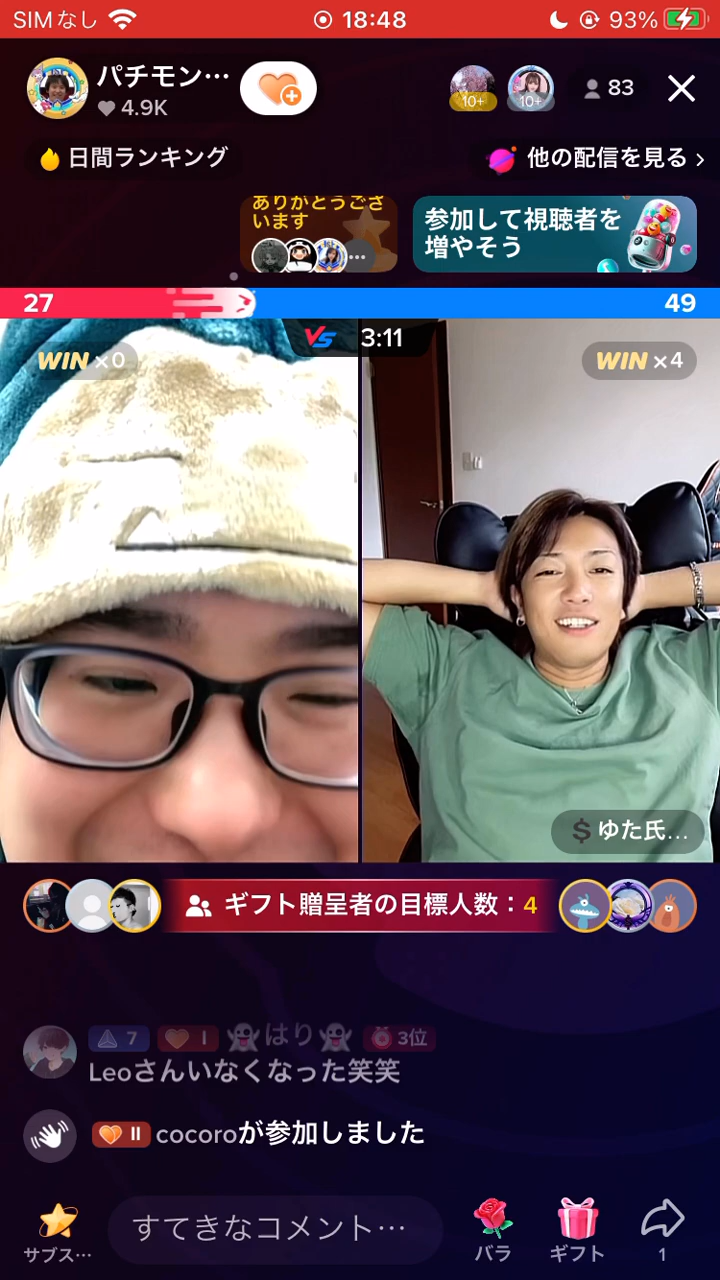 SIMなし
18:48
93%
パチモン…
4.9K
10+
10+
83
日間ランキング
他の配信を見る
ありがとうござ
います
参加して視聴者を
増やそう
27
49
VS
3:11
WIN ×0
WIN ×4
$ ゆた氏…
ギフト贈呈者の目標人数：4
7 I 👻はり👻 3位
Leoさんいなくなった笑笑
II cocoroが参加しました
すてきなコメント…
サブス…
バラ
ギフト
1